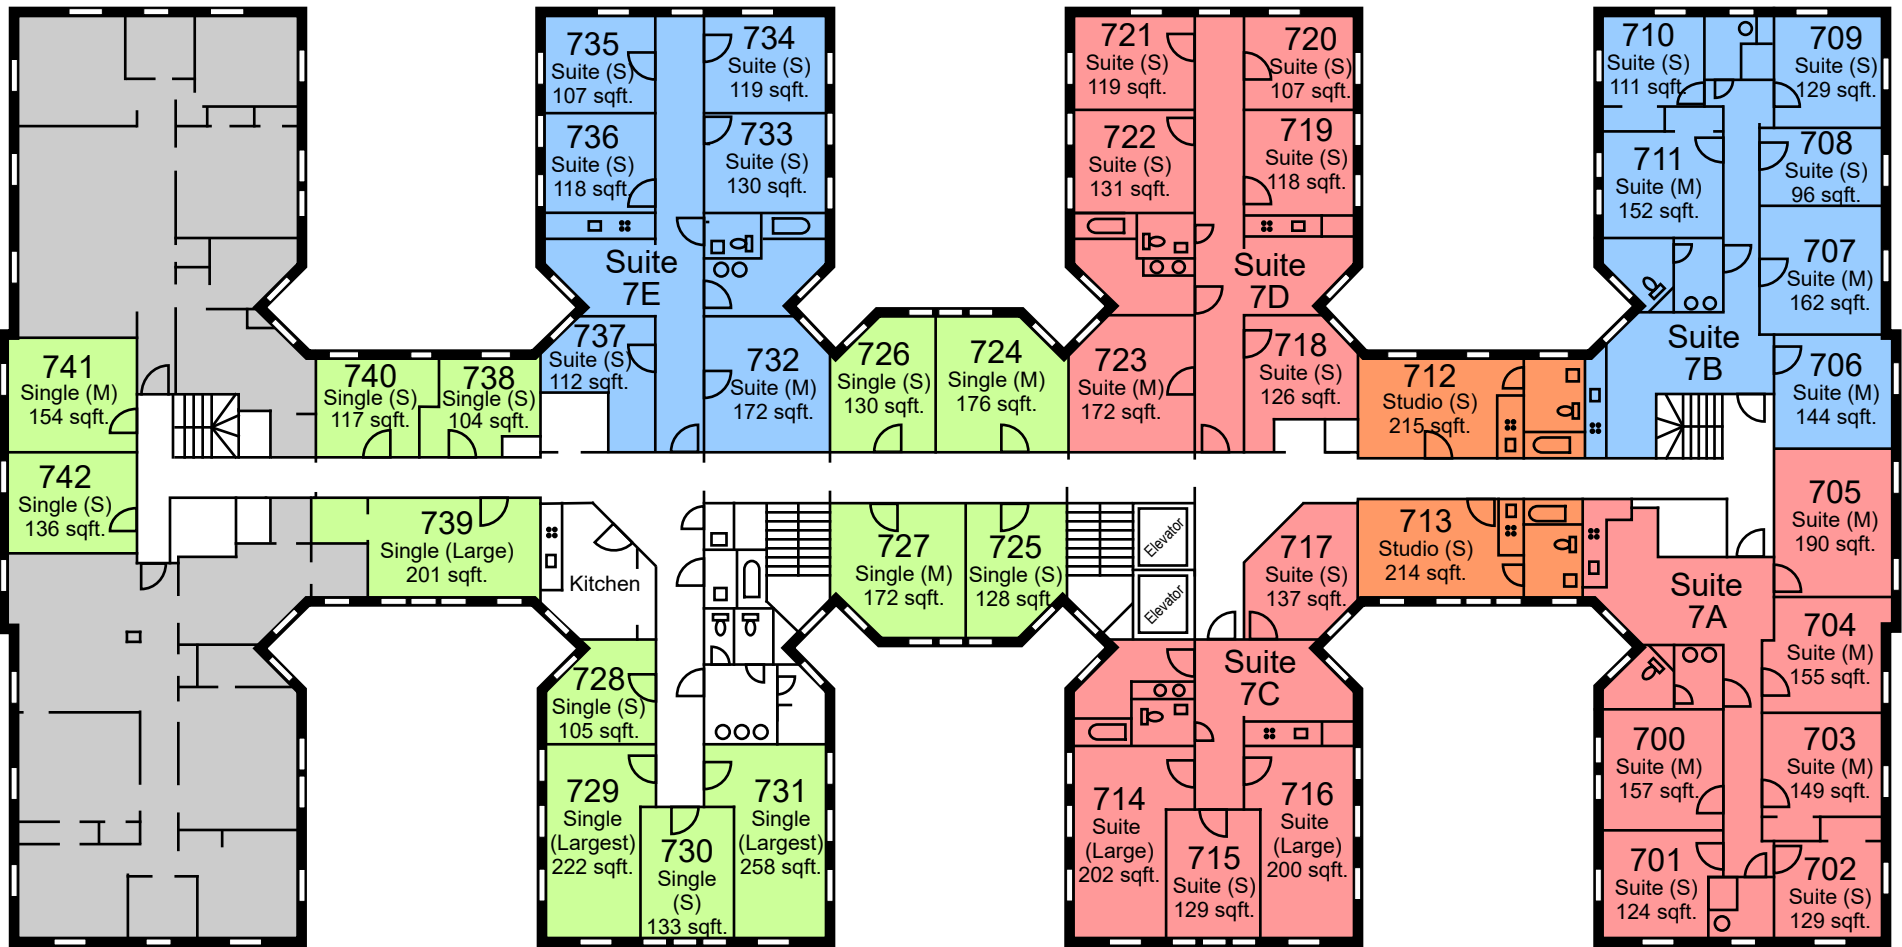 735
Suite (S)
107 sqft.
734
Suite (S)
119 sqft.
736
Suite (S)
118 sqft.
733
Suite (S)
130 sqft.
Suite
7E
737
Suite (S)
112 sqft.
732
Suite (M)
172 sqft.
721
Suite (S)
119 sqft.
720
Suite (S)
107 sqft.
722
Suite (S)
131 sqft.
719
Suite (S)
118 sqft.
Suite
7D
723
Suite (M)
172 sqft.
718
Suite (S)
126 sqft.
710
Suite (S)
111 sqft.
709
Suite (S)
129 sqft.
711
Suite (M)
152 sqft.
708
Suite (S)
96 sqft.
707
Suite (M)
162 sqft.
Suite
7B
706
Suite (M)
144 sqft.
741
Single (M)
154 sqft.
740
Single (S)
117 sqft.
738
Single (S)
104 sqft.
726
Single (S)
130 sqft.
724
Single (M)
176 sqft.
712
Studio (S)
215 sqft.
742
Single (S)
136 sqft.
739
Single (Large)
201 sqft.
Kitchen
727
Single (M)
172 sqft.
725
Single (S)
128 sqft.
Elevator
Elevator
717
Suite (S)
137 sqft.
713
Studio (S)
214 sqft.
705
Suite (M)
190 sqft.
Suite
7A
704
Suite (M)
155 sqft.
728
Single (S)
105 sqft.
729
Single
(Largest)
222 sqft.
730
Single
(S)
133 sqft.
731
Single
(Largest)
258 sqft.
Suite
7C
714
Suite
(Large)
202 sqft.
715
Suite (S)
129 sqft.
716
Suite
(Large)
200 sqft.
700
Suite (M)
157 sqft.
703
Suite (M)
149 sqft.
701
Suite (S)
124 sqft.
702
Suite (S)
129 sqft.